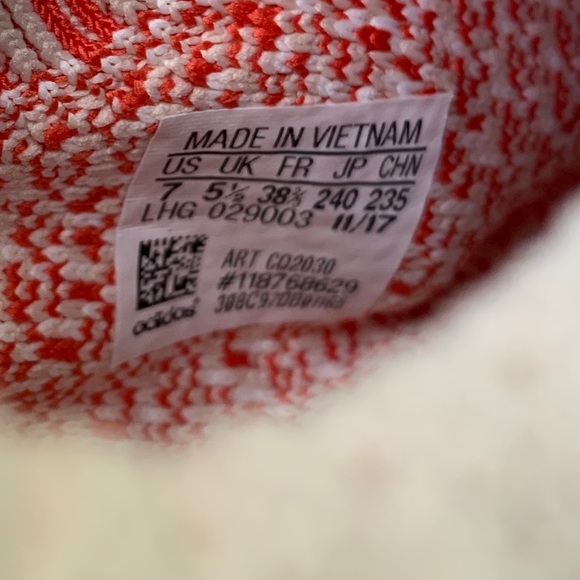 MADE IN VIETNAM
US UK FR JP CHN
7 5½ 38⅔ 240 235
LHG 029003 11/17
ART CQ2030
#118768629
adidas